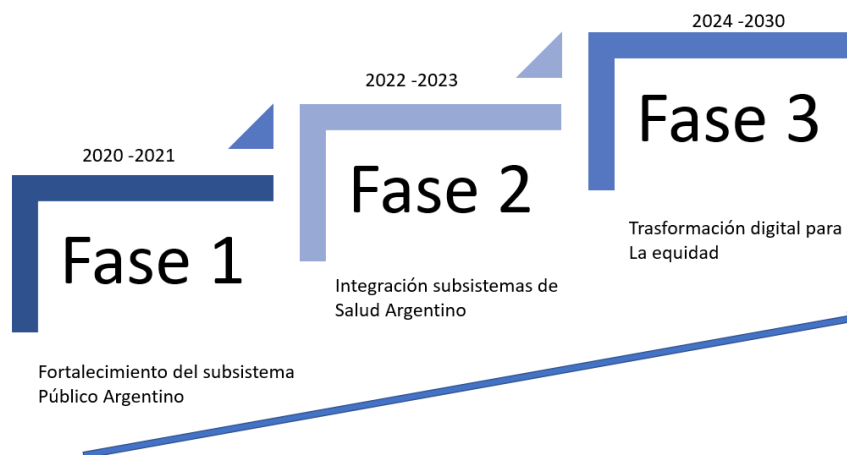 2020 -2021
Fase 1
Fortalecimiento del subsistema
Público Argentino
2022 -2023
Fase 2
Integración subsistemas de
Salud Argentino
2024 -2030
Fase 3
Trasformación digital para
La equidad